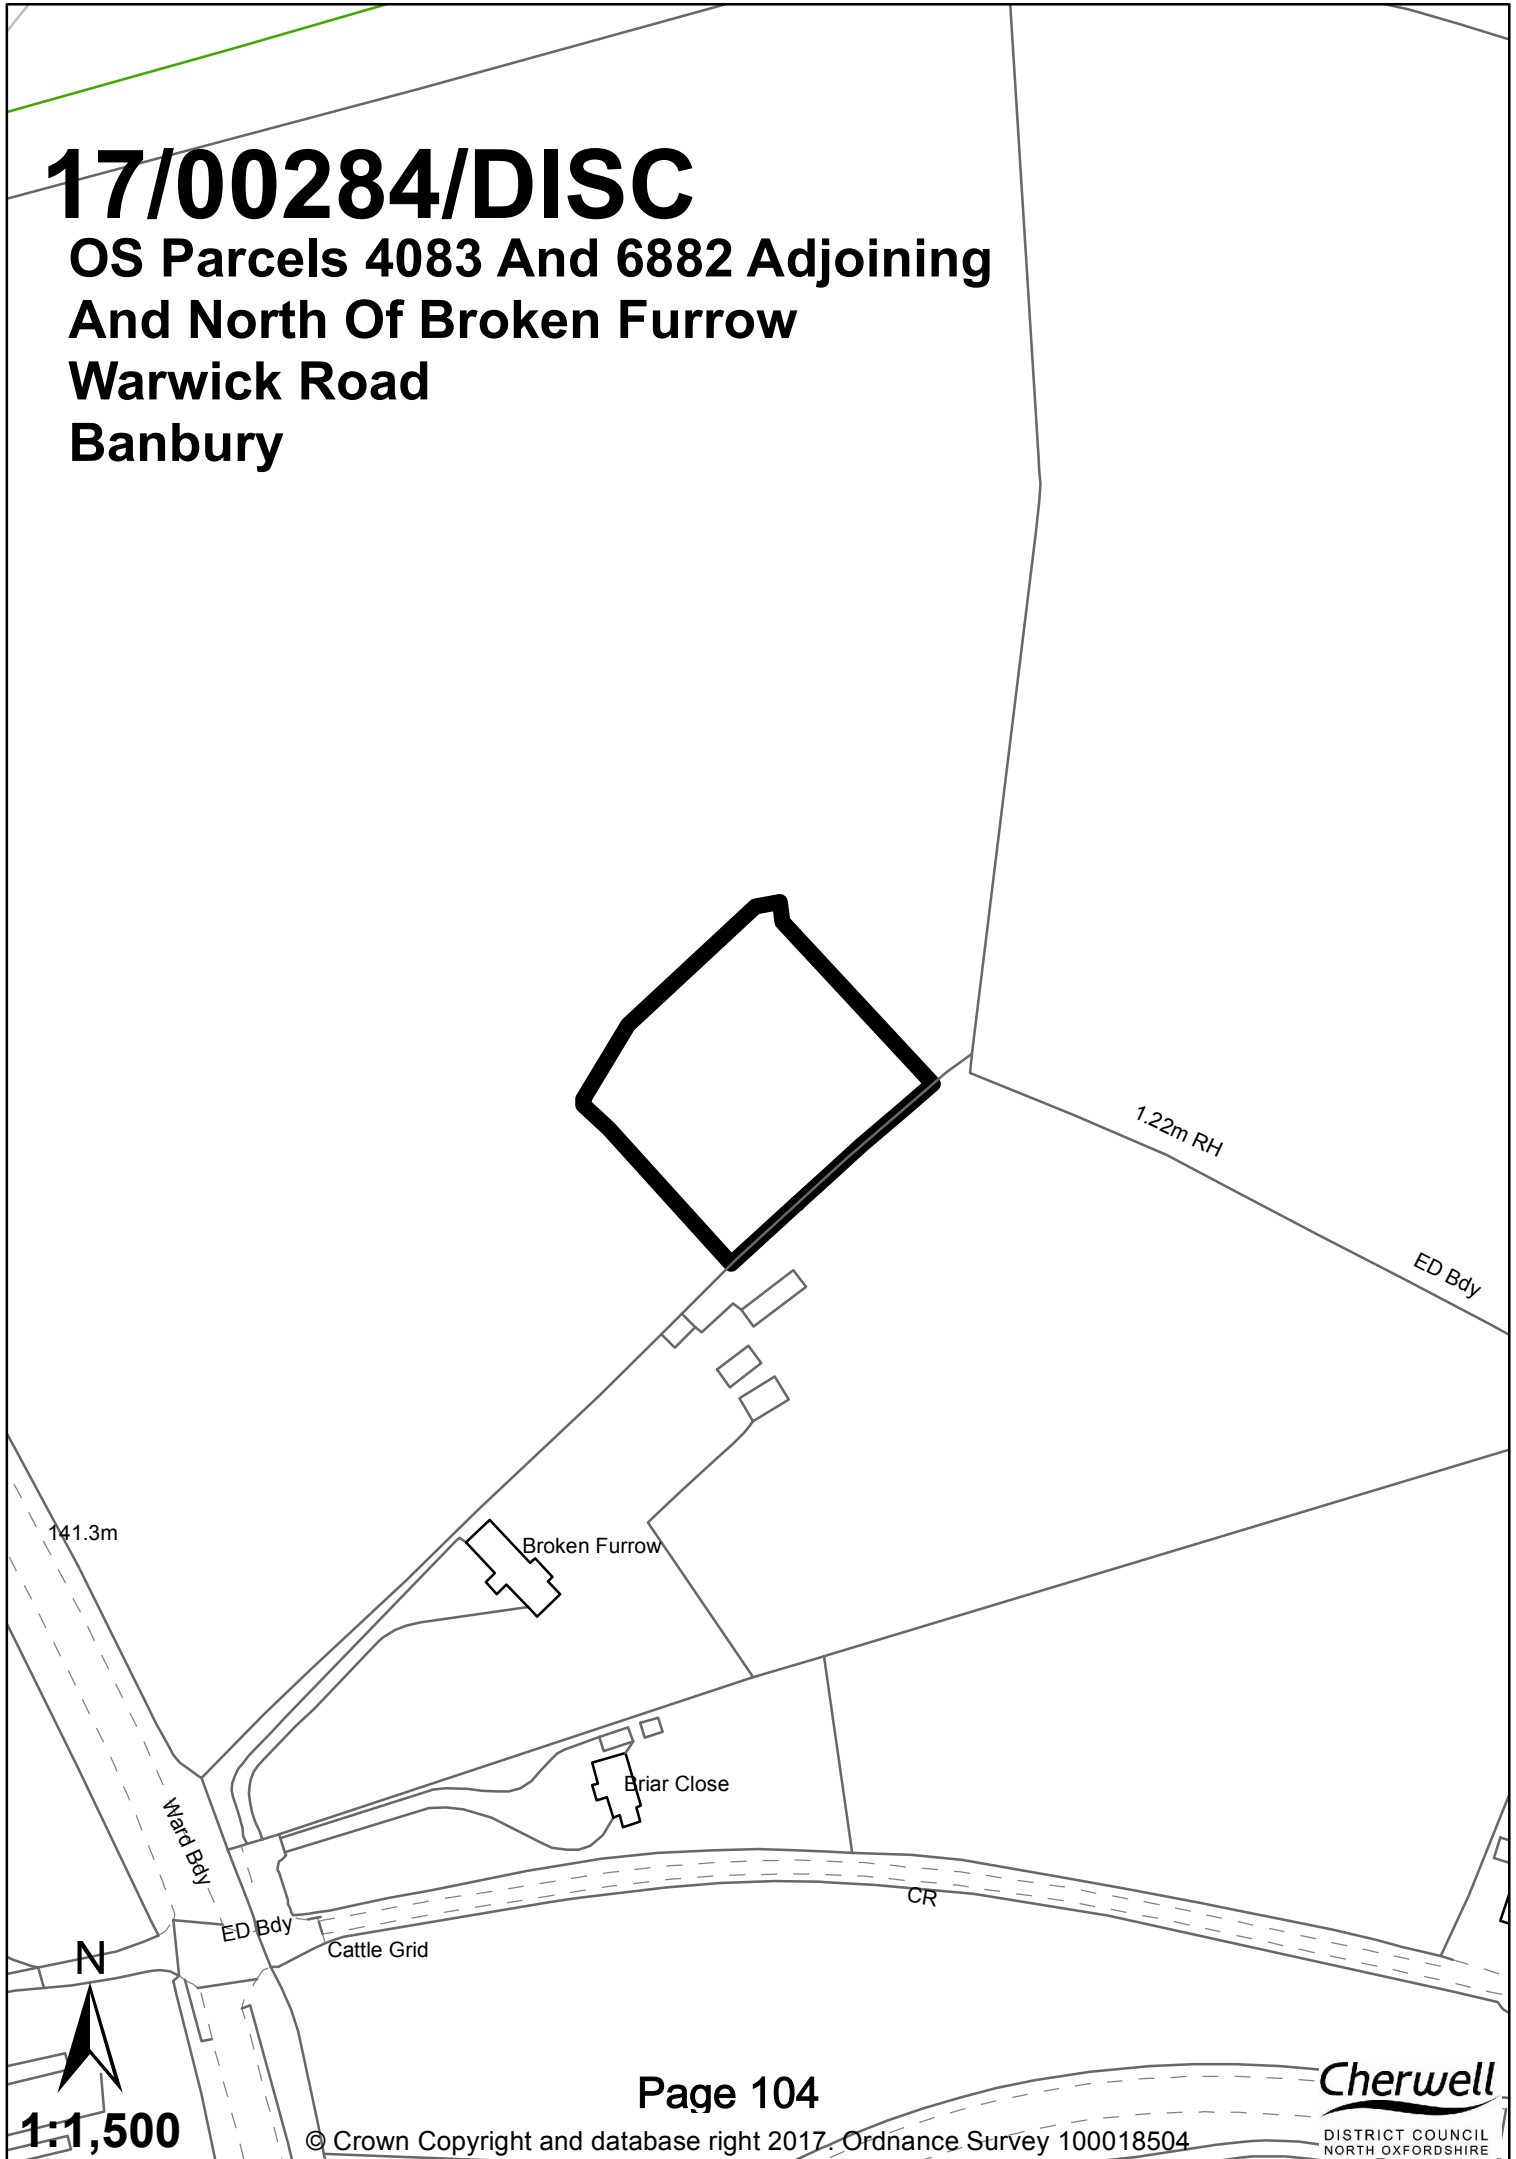 17/00284/DISC
OS Parcels 4083 And 6882 Adjoining
And North Of Broken Furrow
Warwick Road
Banbury
1.22m RH
ED Bdy
141.3m
Broken Furrow
Briar Close
Ward Bdy
CR
ED Bdy
Cattle Grid
N
1:1,500
Page 104
© Crown Copyright and database right 2017. Ordnance Survey 100018504
Cherwell
DISTRICT COUNCIL
NORTH OXFORDSHIRE